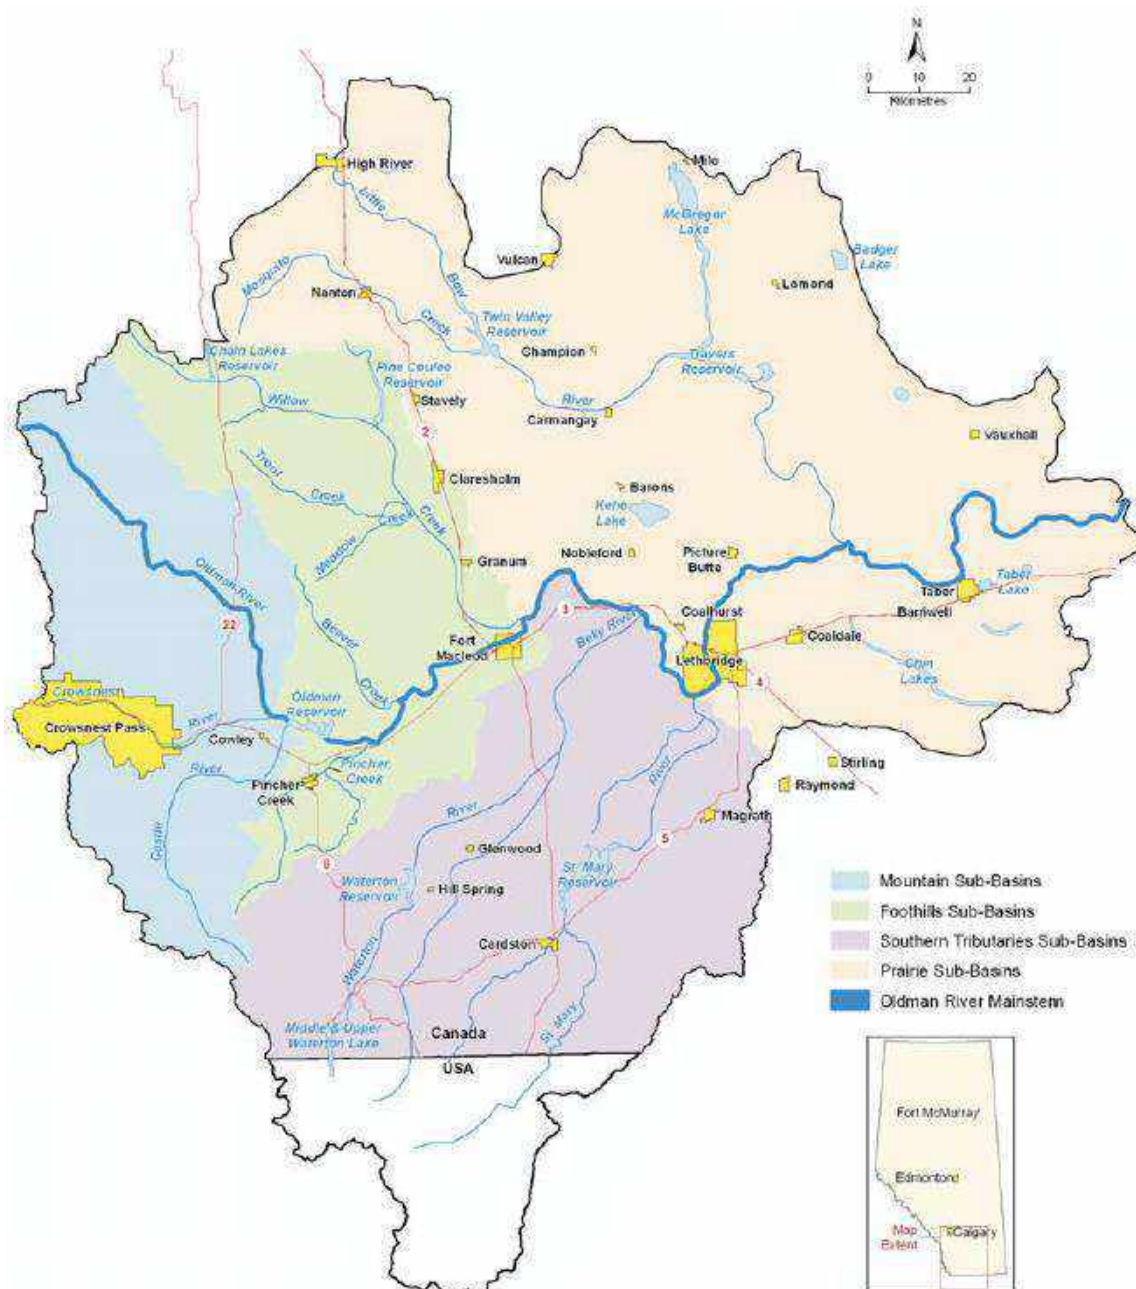 N
0 10 20
Kilometres
High River
Little
Milo
McGregor
Lake
Badger
Lake
Vulcan
Mosquito
Nanton
Bow
Lomond
Creek
Twin Valley
Reservoir
Chain Lakes
Reservoir
Champion
Travers
Reservoir
Pine Coulee
Reservoir
Willow
Stavely
River
Carmangay
2
Vauxhall
Trout
Creek
Claresholm
Barons
Keho
Lake
Creek
Creek
Meadow
Granum
Nobleford
Picture
Butte
Oldman River
Taber
Taber
Lake
22
3
Coalhurst
Barnwell
Beaver
Creek
Fort
Macleod
Belly River
Coaldale
Lethbridge
Chin
Lakes
4
Crowsnest
River
Oldman
Reservoir
Crowsnest Pass
Cowley
River
Pincher
Creek
Pincher
Creek
River
Stirling
Raymond
Castle
River
Magrath
5
6
Glenwood
St. Mary
Reservoir
Waterton
Reservoir
Hill Spring
Cardston
Waterton
St. Mary
Middle & Upper
Waterton Lake
Canada
USA
Mountain Sub-Basins
Foothills Sub-Basins
Southern Tributaries Sub-Basins
Prairie Sub-Basins
Oldman River Mainstem
Fort McMurray
Edmontord
Calgary
Map
Extent